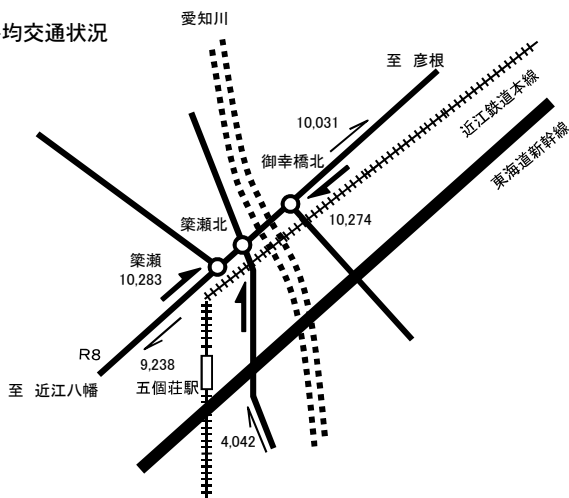 均交通状況
愛知川
至 彦根
10,031
近江鉄道本線
東海道新幹線
御幸橋北
簗瀬北
10,274
簗瀬
10,283
R8
9,238
至 近江八幡
五個荘駅
4,042